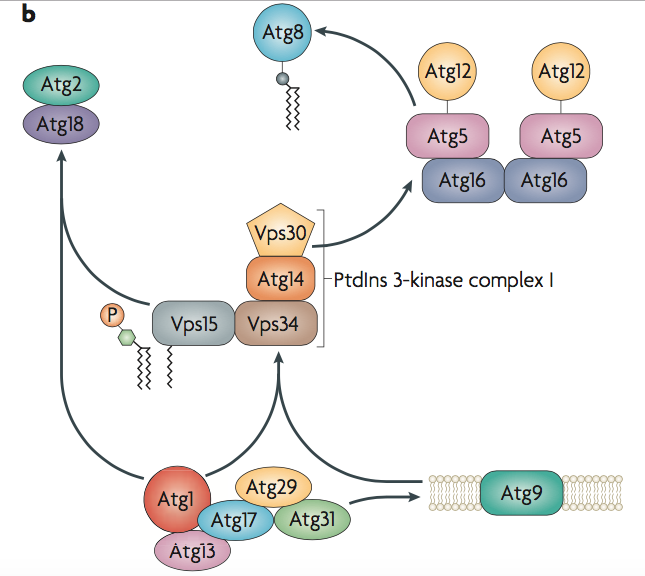 b
Atg8
Atg12
Atg12
Atg2
Atg5
Atg5
Atg18
Atg16
Atg16
Vps30
Atg14
PtdIns 3-kinase complex I
P
Vps15
Vps34
Atg1
Atg29
Atg9
Atg17
Atg31
Atg13